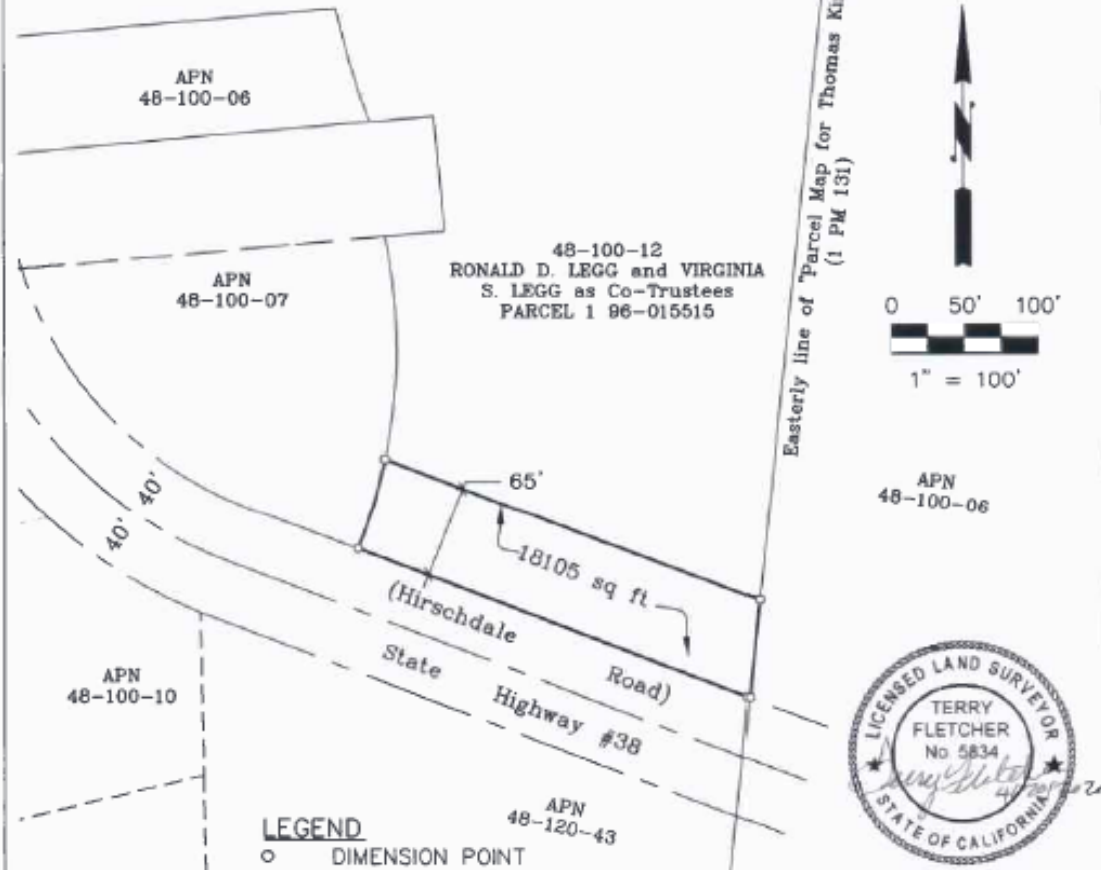 APN
48-100-06
APN
48-100-07
48-100-12
RONALD D. LEGG and VIRGINIA
S. LEGG as Co-Trustees
PARCEL 1 96-015515
Easterly line of "Parcel Map for Thomas
(1 PM 131)
N
0 50' 100'
1" = 100'
APN
48-100-06
65'
18105 sq ft
40' 40'
(Hirschdale Road)
State Highway #38
APN
48-100-10
APN
48-120-43
LICENSED LAND SURVEYOR
TERRY
FLETCHER
No. 5834
STATE OF CALIFORNIA
LEGEND
DIMENSION POINT